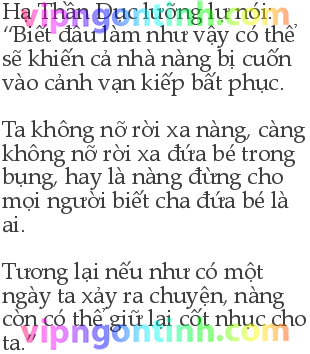 Hạ Thần Dục lưỡng lự nói:
“Biết đâu làm như vậy có thể
sẽ khiến cả nhà nàng bị cuốn
vào cảnh vạn kiếp bất phục.
Ta không nỡ rời xa nàng, càng
không nỡ rời xa đứa bé trong
bụng, hay là nàng đừng cho
mọi người biết cha đứa bé là
ai.
Tương lại nếu như có một
ngày ta xảy ra chuyện, nàng
còn có thể giữ lại cốt nhục cho
ta.”
vipngontinh.com
vipngontinh.com